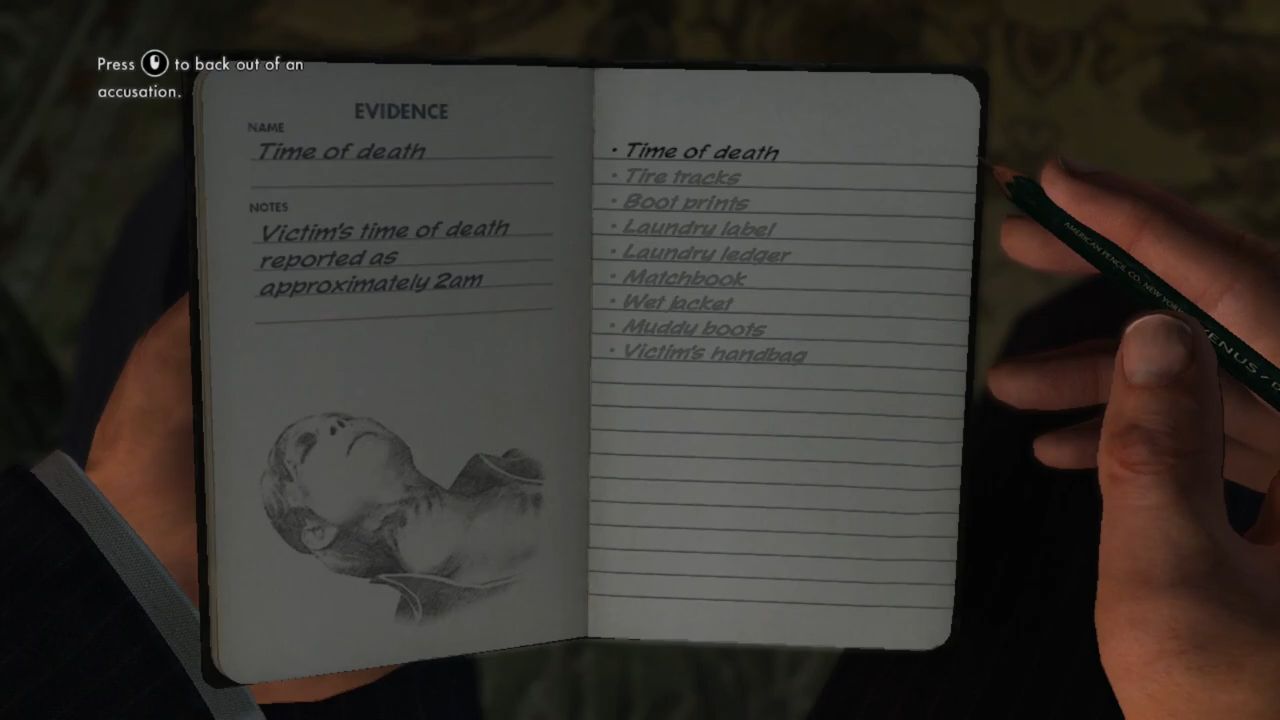 Press to back out of an
accusation.
EVIDENCE
NAME
Time of death
NOTES
Victim's time of death
reported as
approximately 2am
• Time of death
• Tire tracks
• Boot prints
• Laundry label
• Laundry ledger
• Matchbook
• Wet jacket
• Muddy boots
• Victim's handbag
AMERICAN PENCIL CO. NEW YORK VENUS